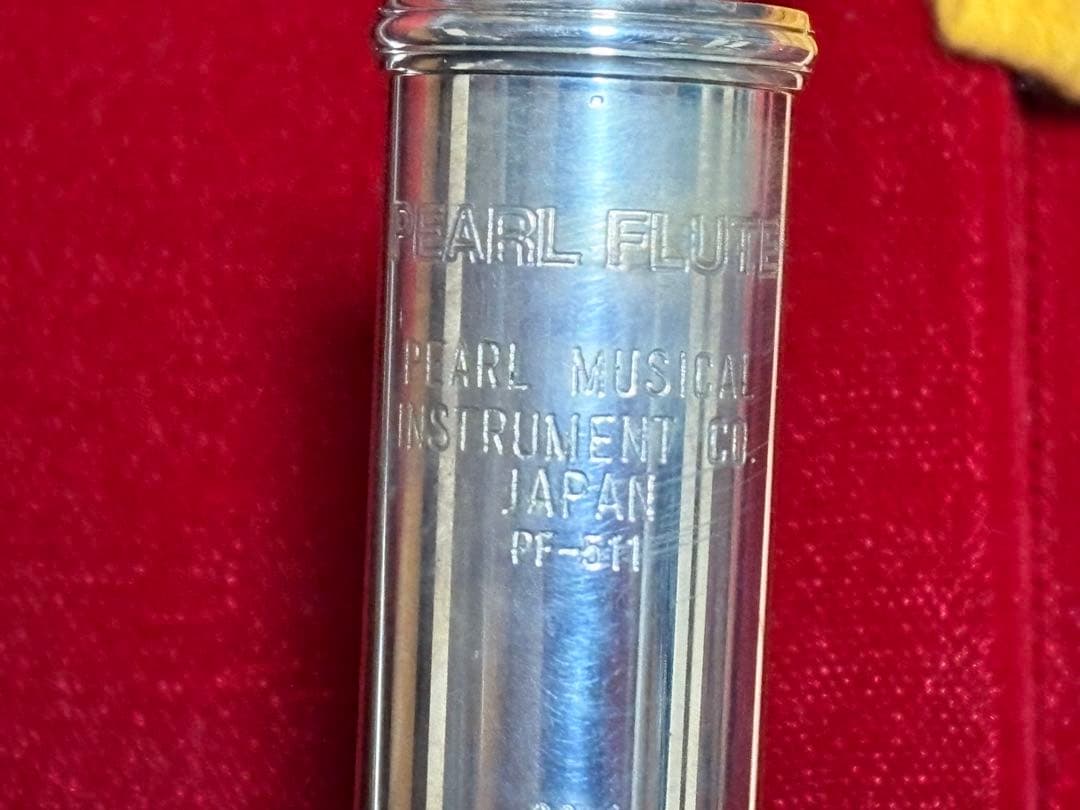 PEARL FLUTE
PEARL MUSICAL
INSTRUMENT CO.
JAPAN
PF-511